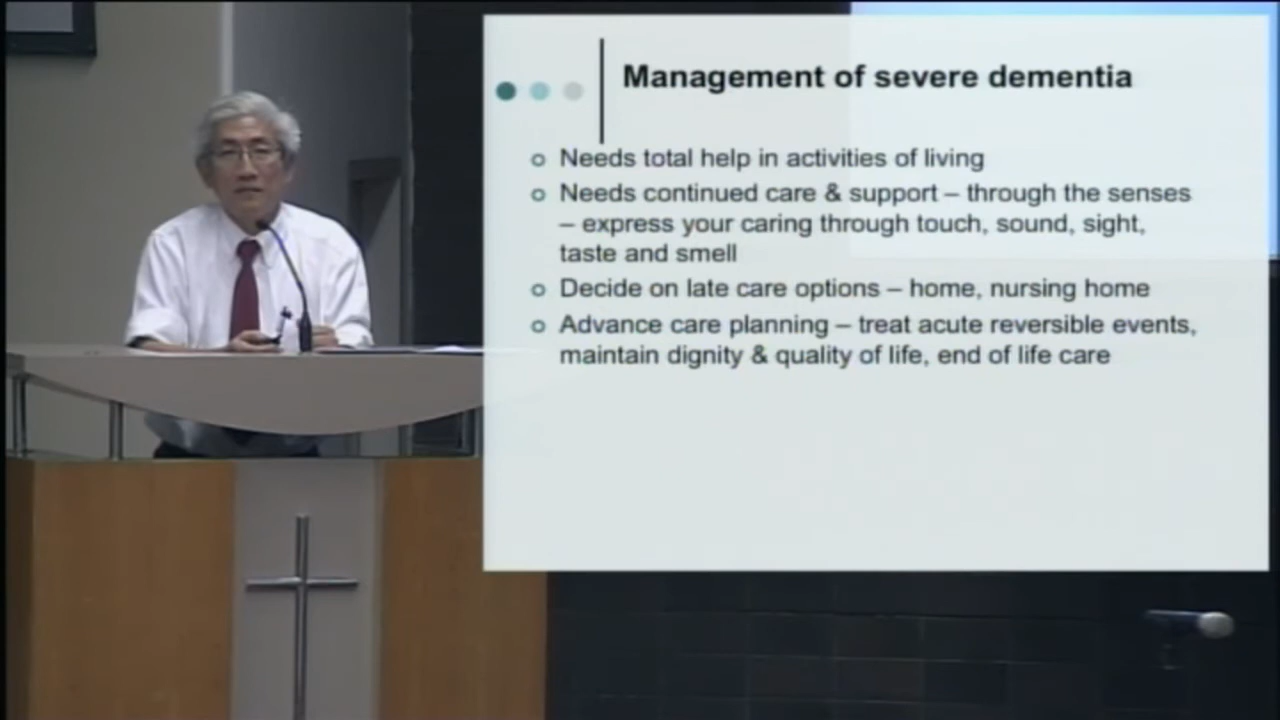 Management of severe dementia
Needs total help in activities of living
Needs continued care & support – through the senses
– express your caring through touch, sound, sight,
taste and smell
Decide on late care options – home, nursing home
Advance care planning – treat acute reversible events,
maintain dignity & quality of life, end of life care